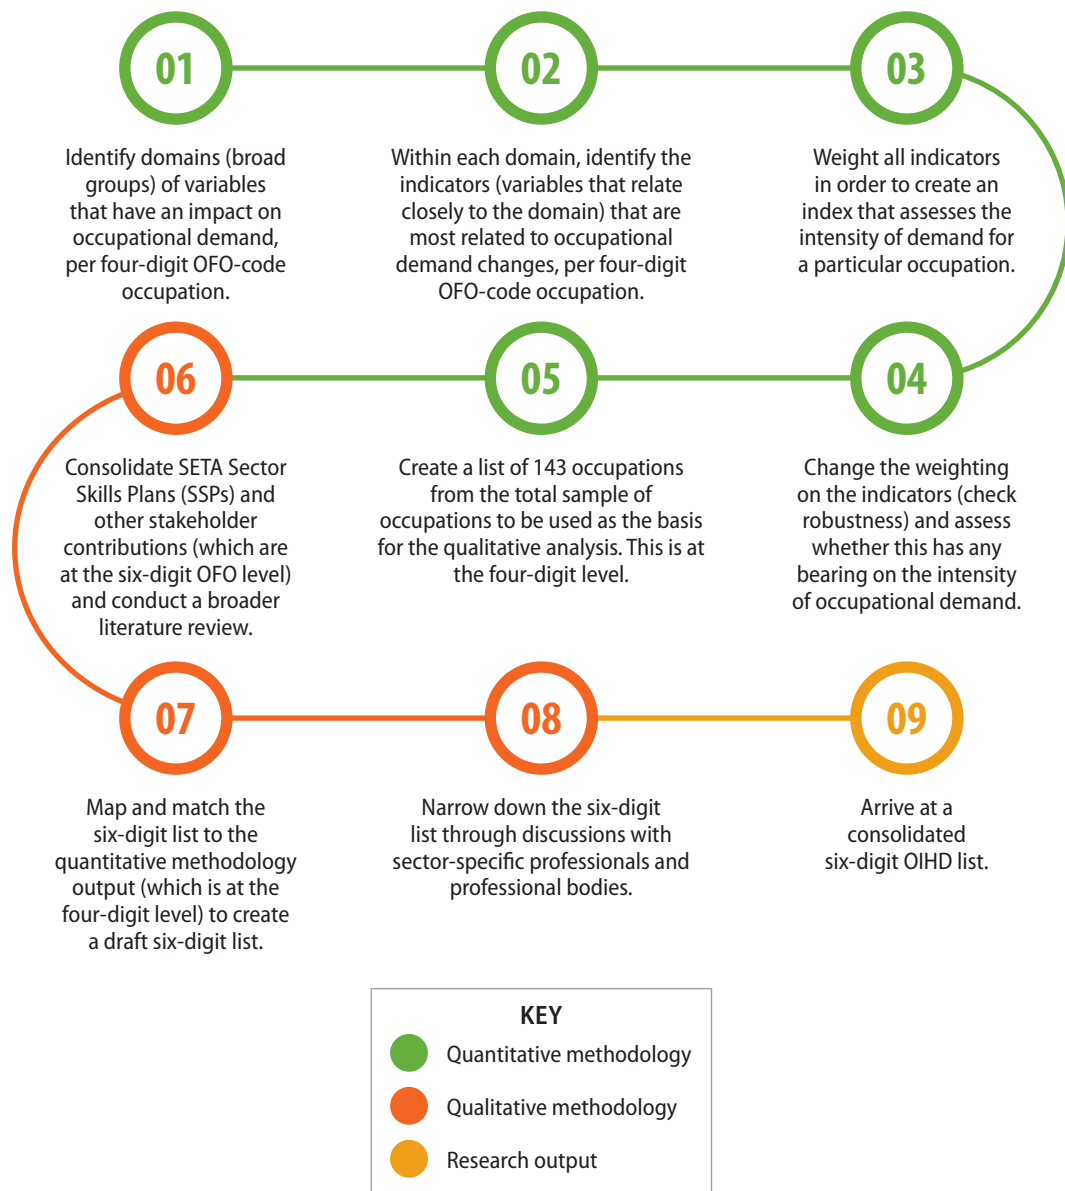 01
Identify domains (broad
groups) of variables
that have an impact on
occupational demand,
per four-digit OFO-code
occupation.
02
Within each domain, identify the
indicators (variables that relate
closely to the domain) that are
most related to occupational
demand changes, per four-digit
OFO-code occupation.
03
Weight all indicators
in order to create an
index that assesses the
intensity of demand for
a particular occupation.
04
Change the weighting
on the indicators (check
robustness) and assess
whether this has any
bearing on the intensity
of occupational demand.
05
Create a list of 143 occupations
from the total sample of
occupations to be used as the basis
for the qualitative analysis. This is at
the four-digit level.
06
Consolidate SETA Sector
Skills Plans (SSPs) and
other stakeholder
contributions (which are
at the six-digit OFO level)
and conduct a broader
literature review.
07
Map and match the
six-digit list to the
quantitative methodology
output (which is at the
four-digit level) to create
a draft six-digit list.
08
Narrow down the six-digit
list through discussions with
sector-specific professionals and
professional bodies.
09
Arrive at a
consolidated
six-digit OIHD list.
KEY
Quantitative methodology
Qualitative methodology
Research output